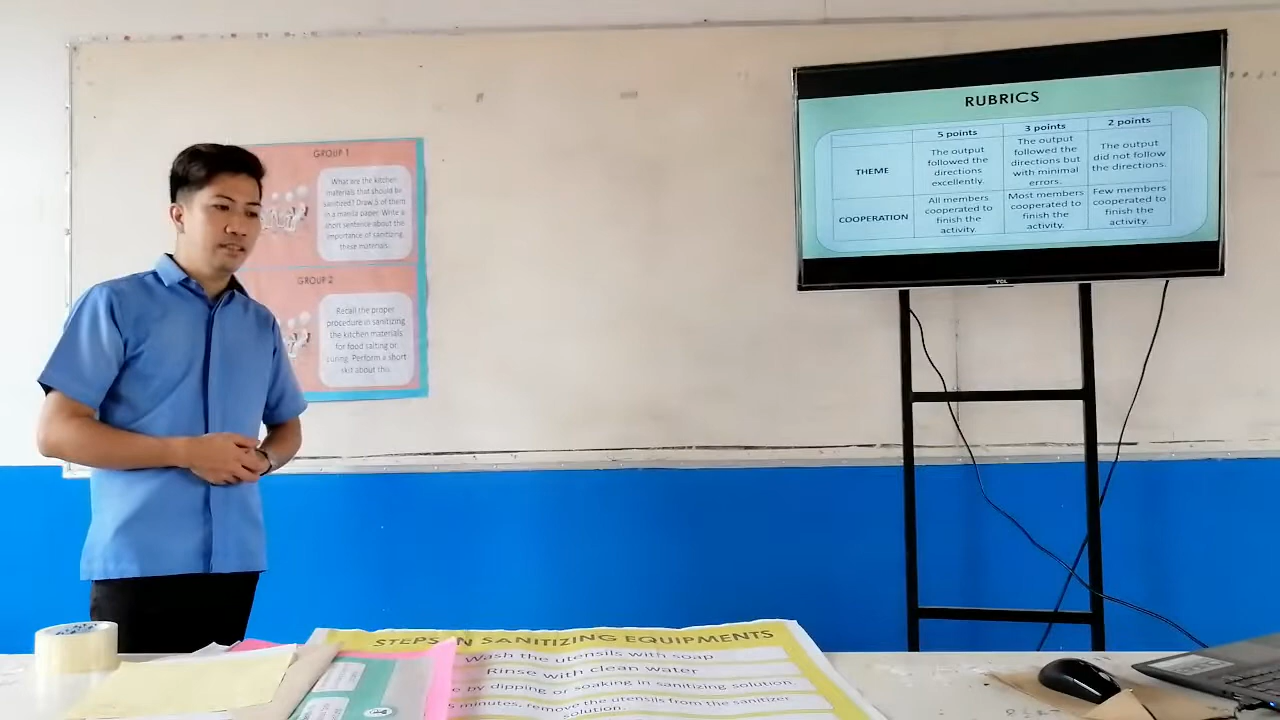 GROUP 1
What are the kitchen
materials that should be
sanitized? Draw 5 of them
in a manila paper. Write a
short sentence about the
importance of sanitizing
these materials.
GROUP 2
Recall the proper
procedure in sanitizing
the kitchen materials
for food salting or
curing. Perform a short
skit about this.
RUBRICS
5 points
3 points
2 points
THEME
The output
followed the
directions
excellently.
The output
followed the
directions but
with minimal
errors.
The output
did not follow
the directions.
COOPERATION
All members
cooperated to
finish the
activity.
Most members
cooperated to
finish the
activity.
Few members
cooperated to
finish the
activity.
TCL
STEPS IN SANITIZING EQUIPMENTS
Wash the utensils with soap
Rinse with clean water
by dipping or soaking in sanitizing solution.
5 minutes, remove the utensils from the sanitizer
solution.